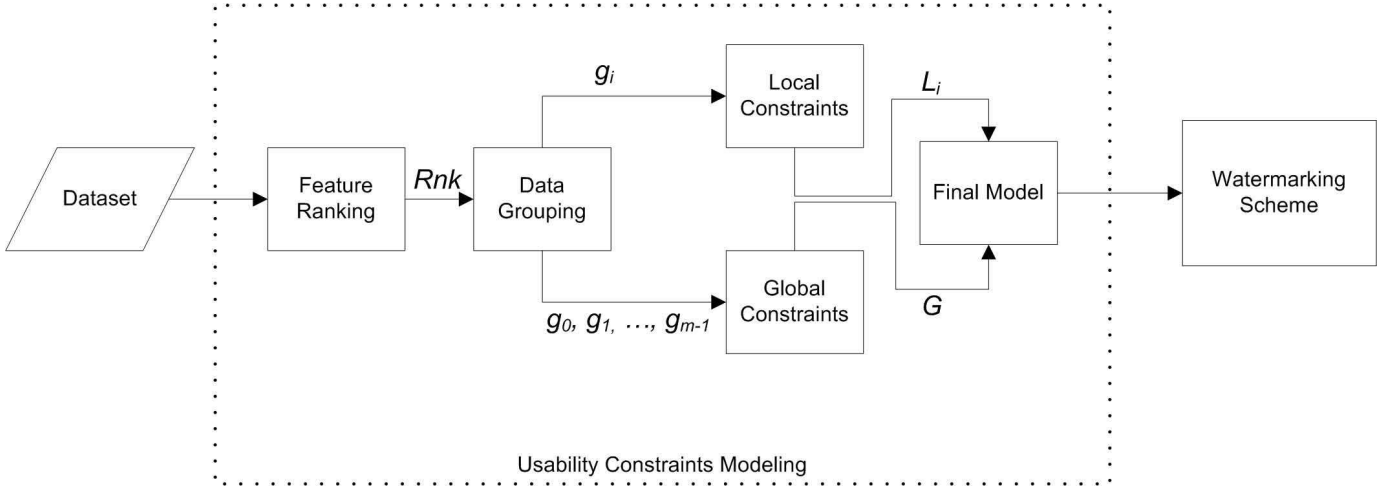 Dataset
Feature
Ranking
Rnk
Data
Grouping
gi
g0, g1, ..., gm-1
Local
Constraints
Global
Constraints
Li
G
Final Model
Watermarking
Scheme
Usability Constraints Modeling